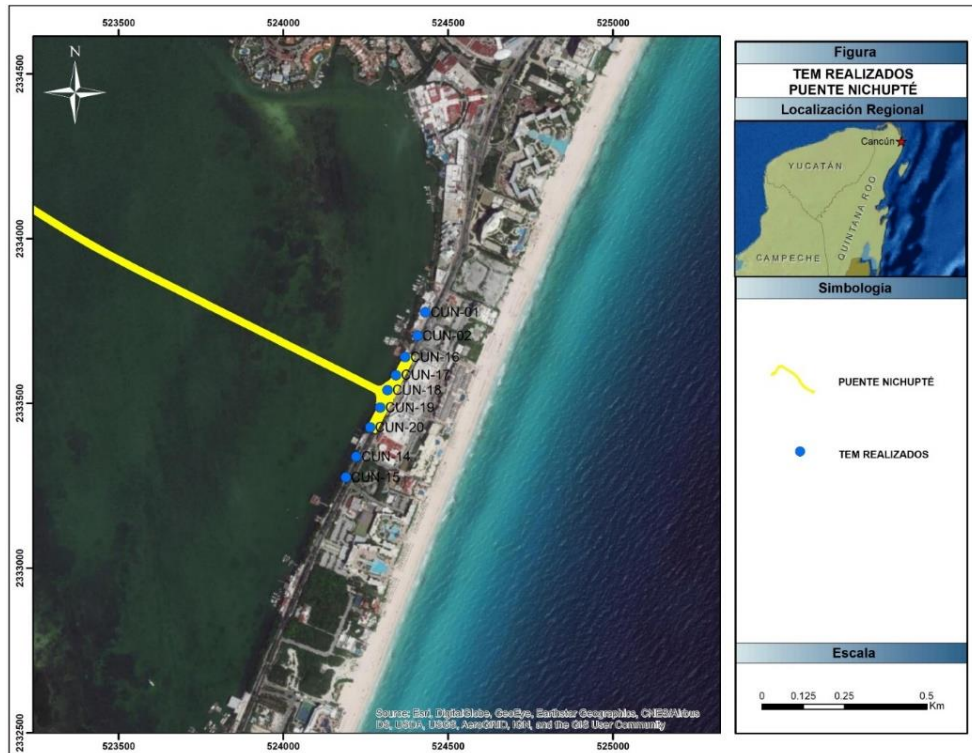 523500 524000 524500 525000
2334500
2334000
2333500
2333000
2332500
N
CUN-01
CUN-02
CUN-16
CUN-17
CUN-18
CUN-19
CUN-20
CUN-14
CUN-15
Source: Esri, DigitalGlobe, GeoEye, Earthstar Geographics, CNES/Airbus
DS, USDA, USGS, AeroGRID, IGN, and the GIS User Community
523500 524000 524500 525000
Figura
TEM REALIZADOS
PUENTE NICHUPTÉ
Localización Regional
Cancún
YUCATÁN
QUINTANA ROO
CAMPECHE
Simbología
PUENTE NICHUPTÉ
TEM REALIZADOS
Escala
0 0.125 0.25 0.5
Km